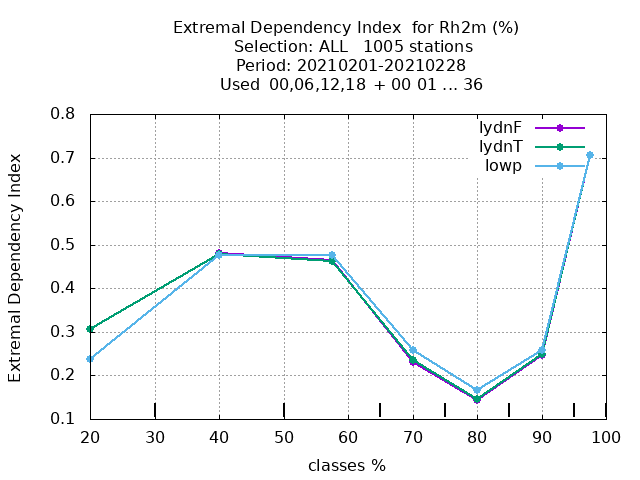 Extremal Dependency Index  for Rh2m (%)
Selection: ALL   1005 stations
Period: 20210201-20210228
Used  00,06,12,18  + 00 01 ... 36
lydnF
lydnT
lowp
Extremal Dependency Index
0.8
0.7
0.6
0.5
0.4
0.3
0.2
0.1
20 30 40 50 60 70 80 90 100
classes %